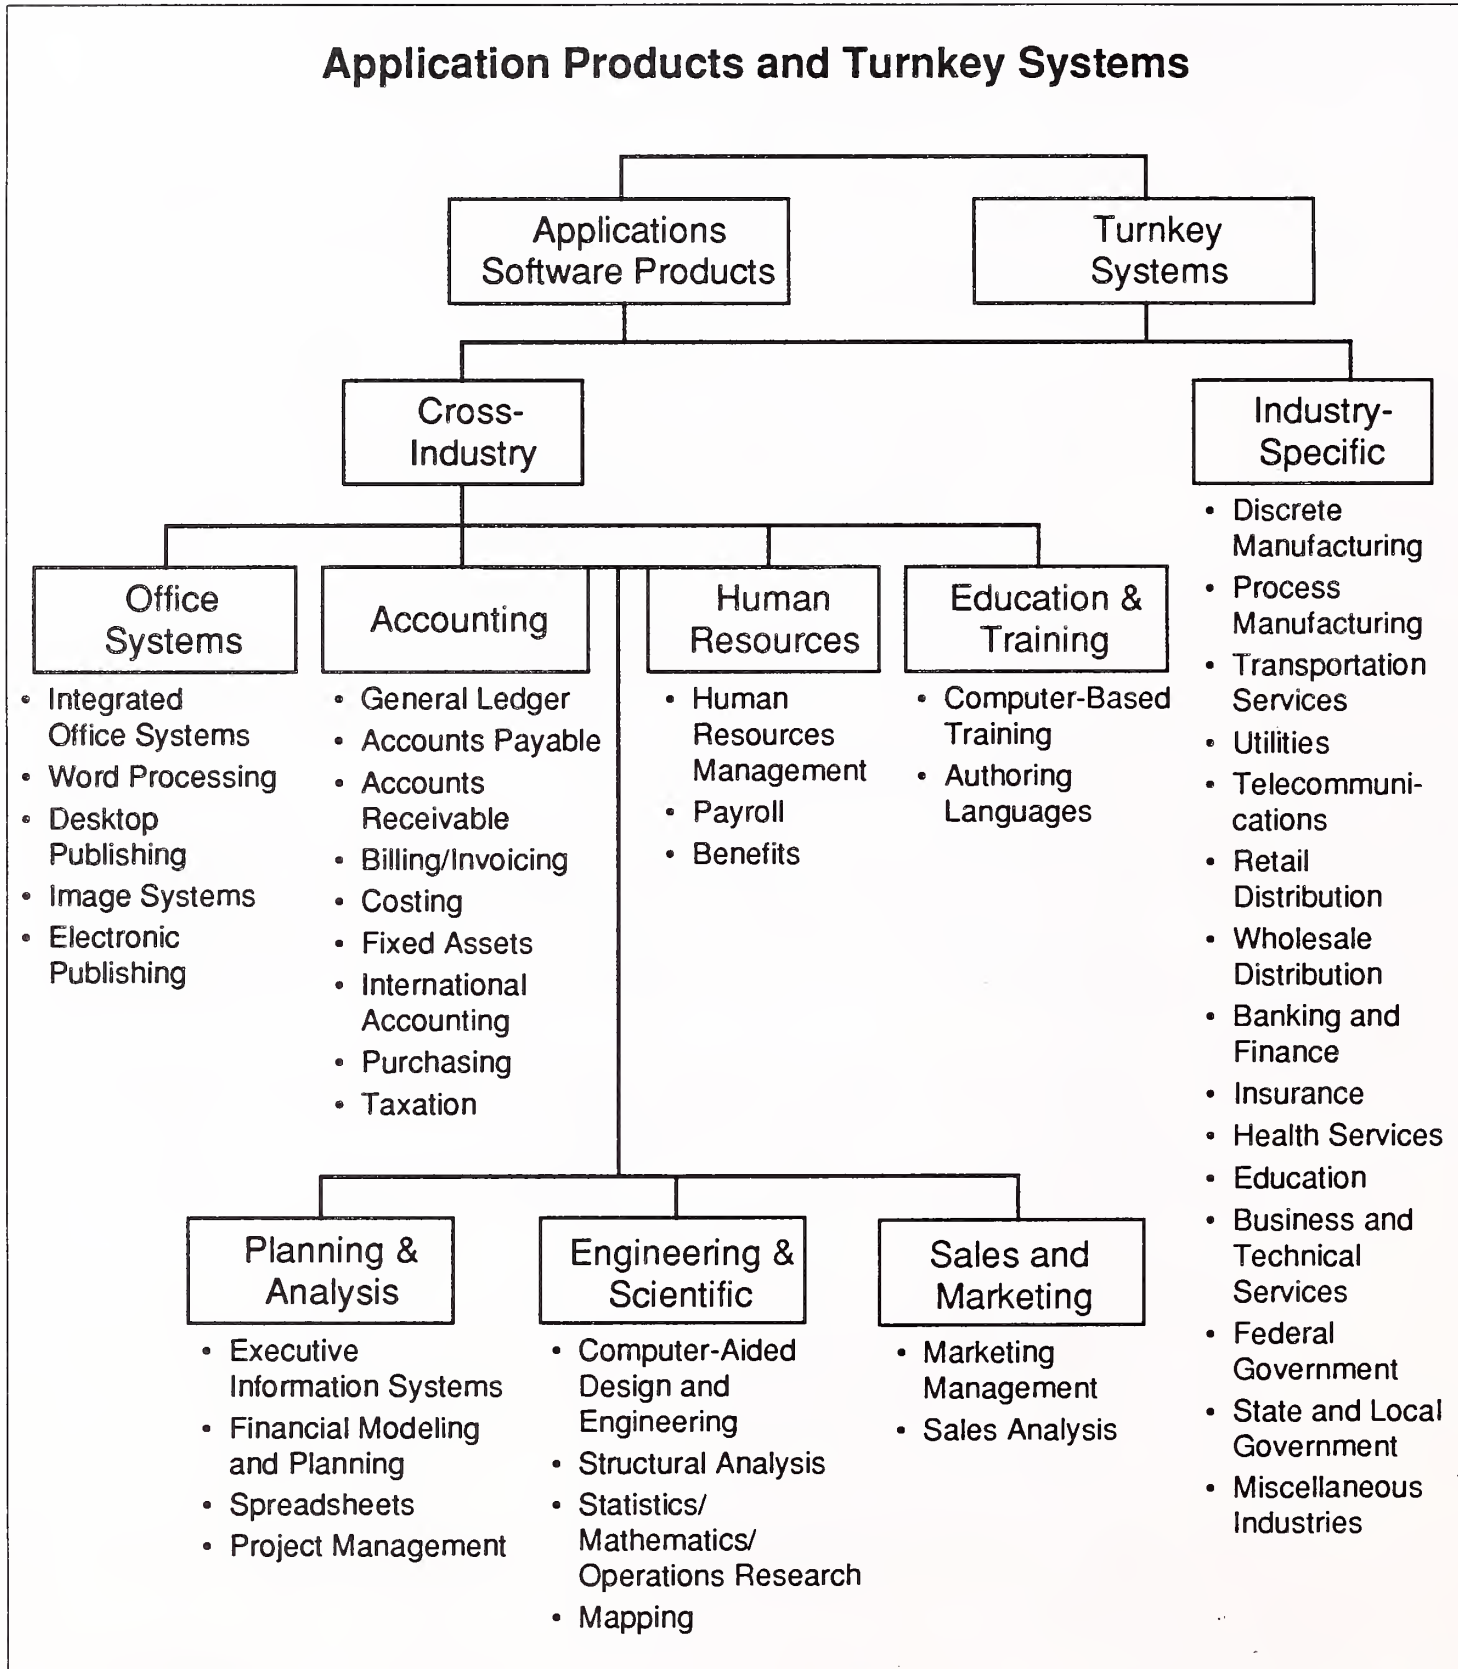 Application Products and Turnkey Systems
Applications
Software Products
Turnkey
Systems
Cross-
Industry
Industry-
Specific
• Discrete
Manufacturing
• Process
Manufacturing
• Transportation
Services
• Utilities
• Telecommuni-
cations
• Retail
Distribution
• Wholesale
Distribution
• Banking and
Finance
• Insurance
• Health Services
• Education
• Business and
Technical
Services
• Federal
Government
• State and Local
Government
• Miscellaneous
Industries
Office
Systems
• Integrated
Office Systems
• Word Processing
• Desktop
Publishing
• Image Systems
• Electronic
Publishing
Accounting
• General Ledger
• Accounts Payable
• Accounts
Receivable
• Billing/Invoicing
• Costing
• Fixed Assets
• International
Accounting
• Purchasing
• Taxation
Human
Resources
• Human
Resources
Management
• Payroll
• Benefits
Education &
Training
• Computer-Based
Training
• Authoring
Languages
Planning &
Analysis
• Executive
Information Systems
• Financial Modeling
and Planning
• Spreadsheets
• Project Management
Engineering &
Scientific
• Computer-Aided
Design and
Engineering
• Structural Analysis
• Statistics/
Mathematics/
Operations Research
• Mapping
Sales and
Marketing
• Marketing
Management
• Sales Analysis